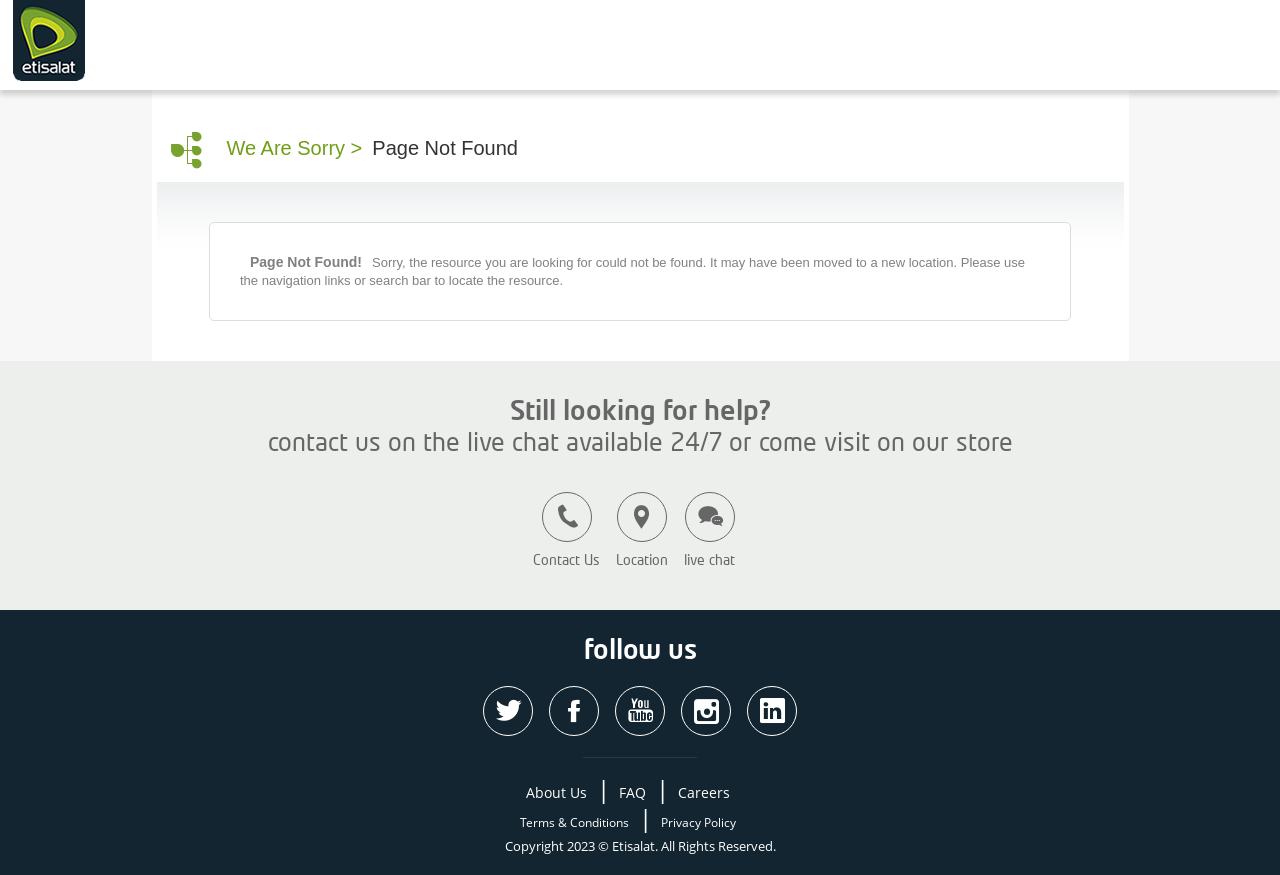 etisalat
We Are Sorry > Page Not Found
Page Not Found! Sorry, the resource you are looking for could not be found. It may have been moved to a new location. Please use
the navigation links or search bar to locate the resource.
Still looking for help?
contact us on the live chat available 24/7 or come visit on our store
Contact Us Location live chat
follow us
You Tube
About Us | FAQ | Careers
Terms & Conditions | Privacy Policy
Copyright 2023 © Etisalat. All Rights Reserved.